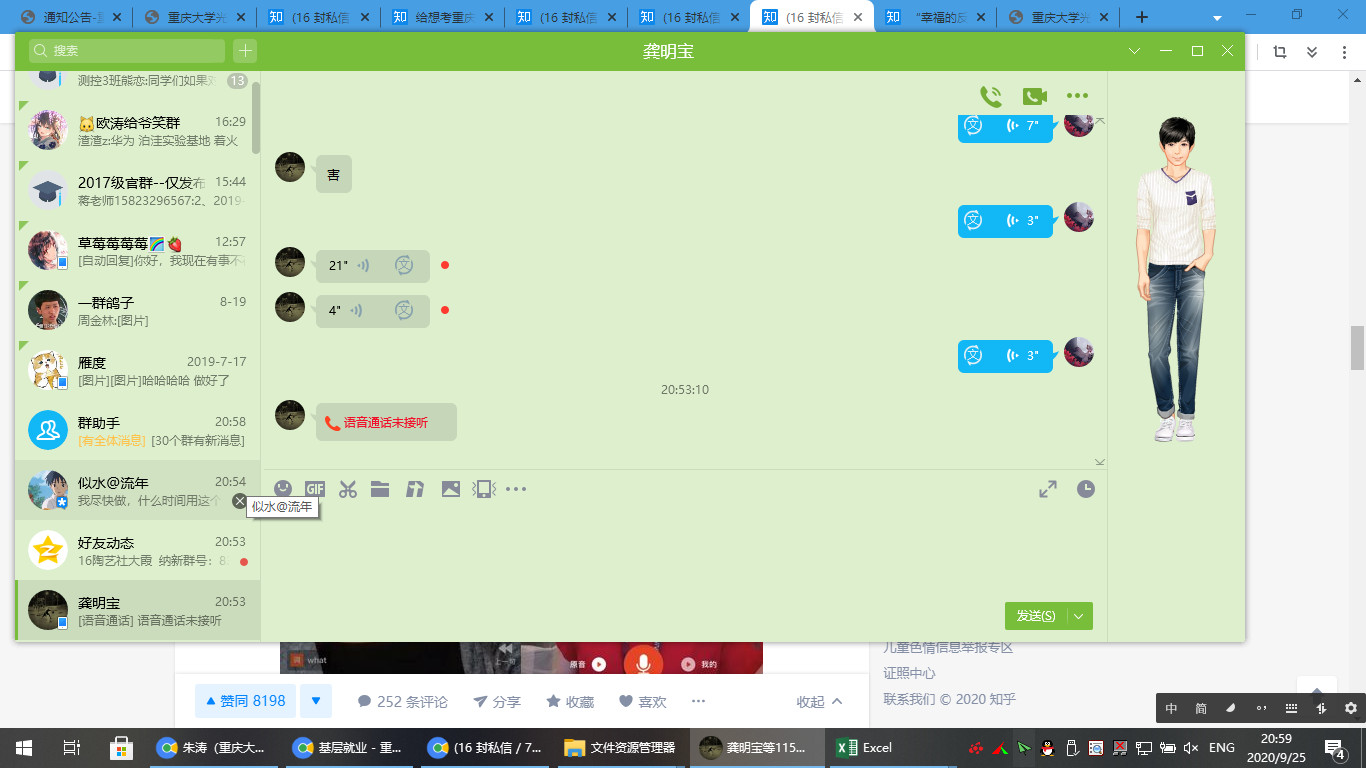 通知公告-
重庆大学光
(16 封私信
给想考重庆
(16 封私信
(16 封私信
(16 封私信
“幸福的反
重庆大学光
搜索
龚明宝
测控3班能恋:同学们如果对
13
欧涛给爷笑群
16:29
渣渣z:华为 泊洼实验基地 着火
2017级官群--仅发布
15:44
蒋老师15823296567:2、2019-
草莓莓莓莓
12:57
[自动回复]你好，我现在有事不
一群鸽子
8-19
周金林:[图片]
雁度
2019-7-17
[图片][图片]哈哈哈哈 做好了
群助手
20:58
[有全体消息] [30个群有新消息]
似水@流年
20:54
我尽快做，什么时间用这个
似水@流年
好友动态
20:53
16陶艺社大霞 纳新群号：8
龚明宝
20:53
[语音通话] 语音通话未接听
7"
害
3"
21"
4"
3"
20:53:10
语音通话未接听
GIF
发送(S)
what
上一句
原音
我的
赞同 8198
252 条评论
分享
收藏
喜欢
收起
儿童色情信息举报专区
证照中心
联系我们 © 2020 知乎
中
简
朱涛（重庆大...
基层就业 - 重...
(16 封私信 / 7...
文件资源管理器
龚明宝等115...
Excel
ENG
20:59
2020/9/25
4